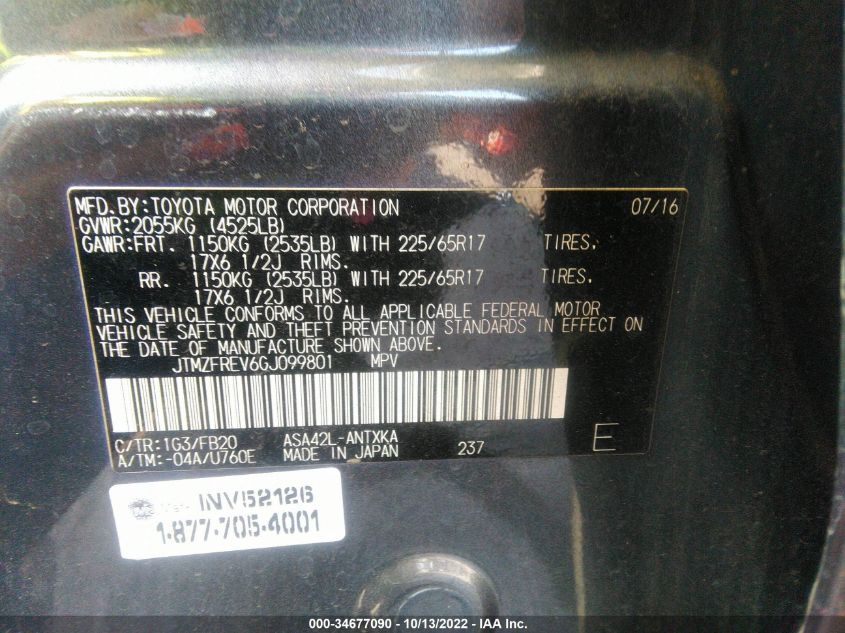 MFD.BY:TOYOTA MOTOR CORPORATION 07/16
GVWR:2055KG (4525LB)
GAWR:FRT. 1150KG (2535LB) WITH 225/65R17 TIRES.
17X6 1/2J RIMS.
RR. 1150KG (2535LB) WITH 225/65R17 TIRES.
17X6 1/2J RIMS.
THIS VEHICLE CONFORMS TO ALL APPLICABLE FEDERAL MOTOR
VEHICLE SAFETY AND THEFT PREVENTION STANDARDS IN EFFECT ON
THE DATE OF MANUFACTURE SHOWN ABOVE.
JTMZFREV6GJ099801 MPV
C/TR:1G3/FB20 ASA42L-ANTXKA
A/TM:-04A/U760E MADE IN JAPAN 237 E
INV52126
1-877-705-4001
000-34677090 - 10/13/2022 - IAA Inc.